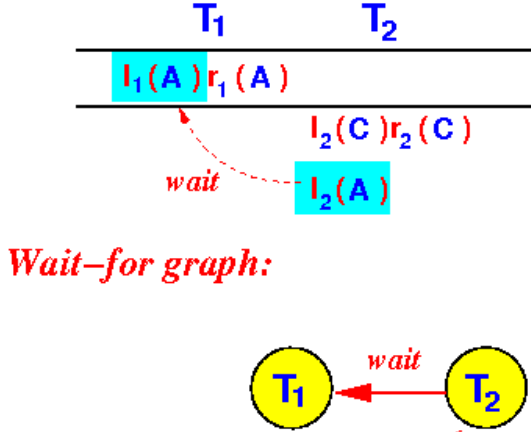 T1 T2
l1(A) r1(A)
l2(C) r2(C)
wait
l2(A)
Wait–for graph:
wait
T1 T2